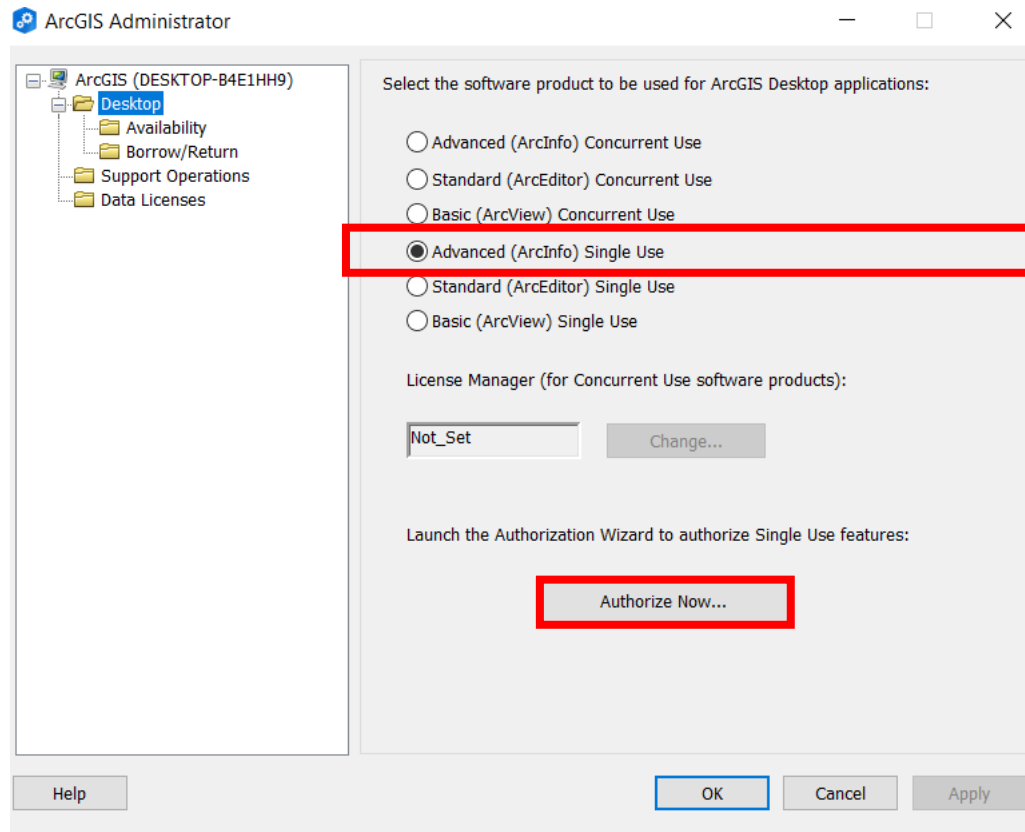 ArcGIS Administrator
ArcGIS (DESKTOP-B4E1HH9)
Desktop
Availability
Borrow/Return
Support Operations
Data Licenses
Select the software product to be used for ArcGIS Desktop applications:
Advanced (ArcInfo) Concurrent Use
Standard (ArcEditor) Concurrent Use
Basic (ArcView) Concurrent Use
Advanced (ArcInfo) Single Use
Standard (ArcEditor) Single Use
Basic (ArcView) Single Use
License Manager (for Concurrent Use software products):
Not_Set
Change...
Launch the Authorization Wizard to authorize Single Use features:
Authorize Now...
Help
OK
Cancel
Apply